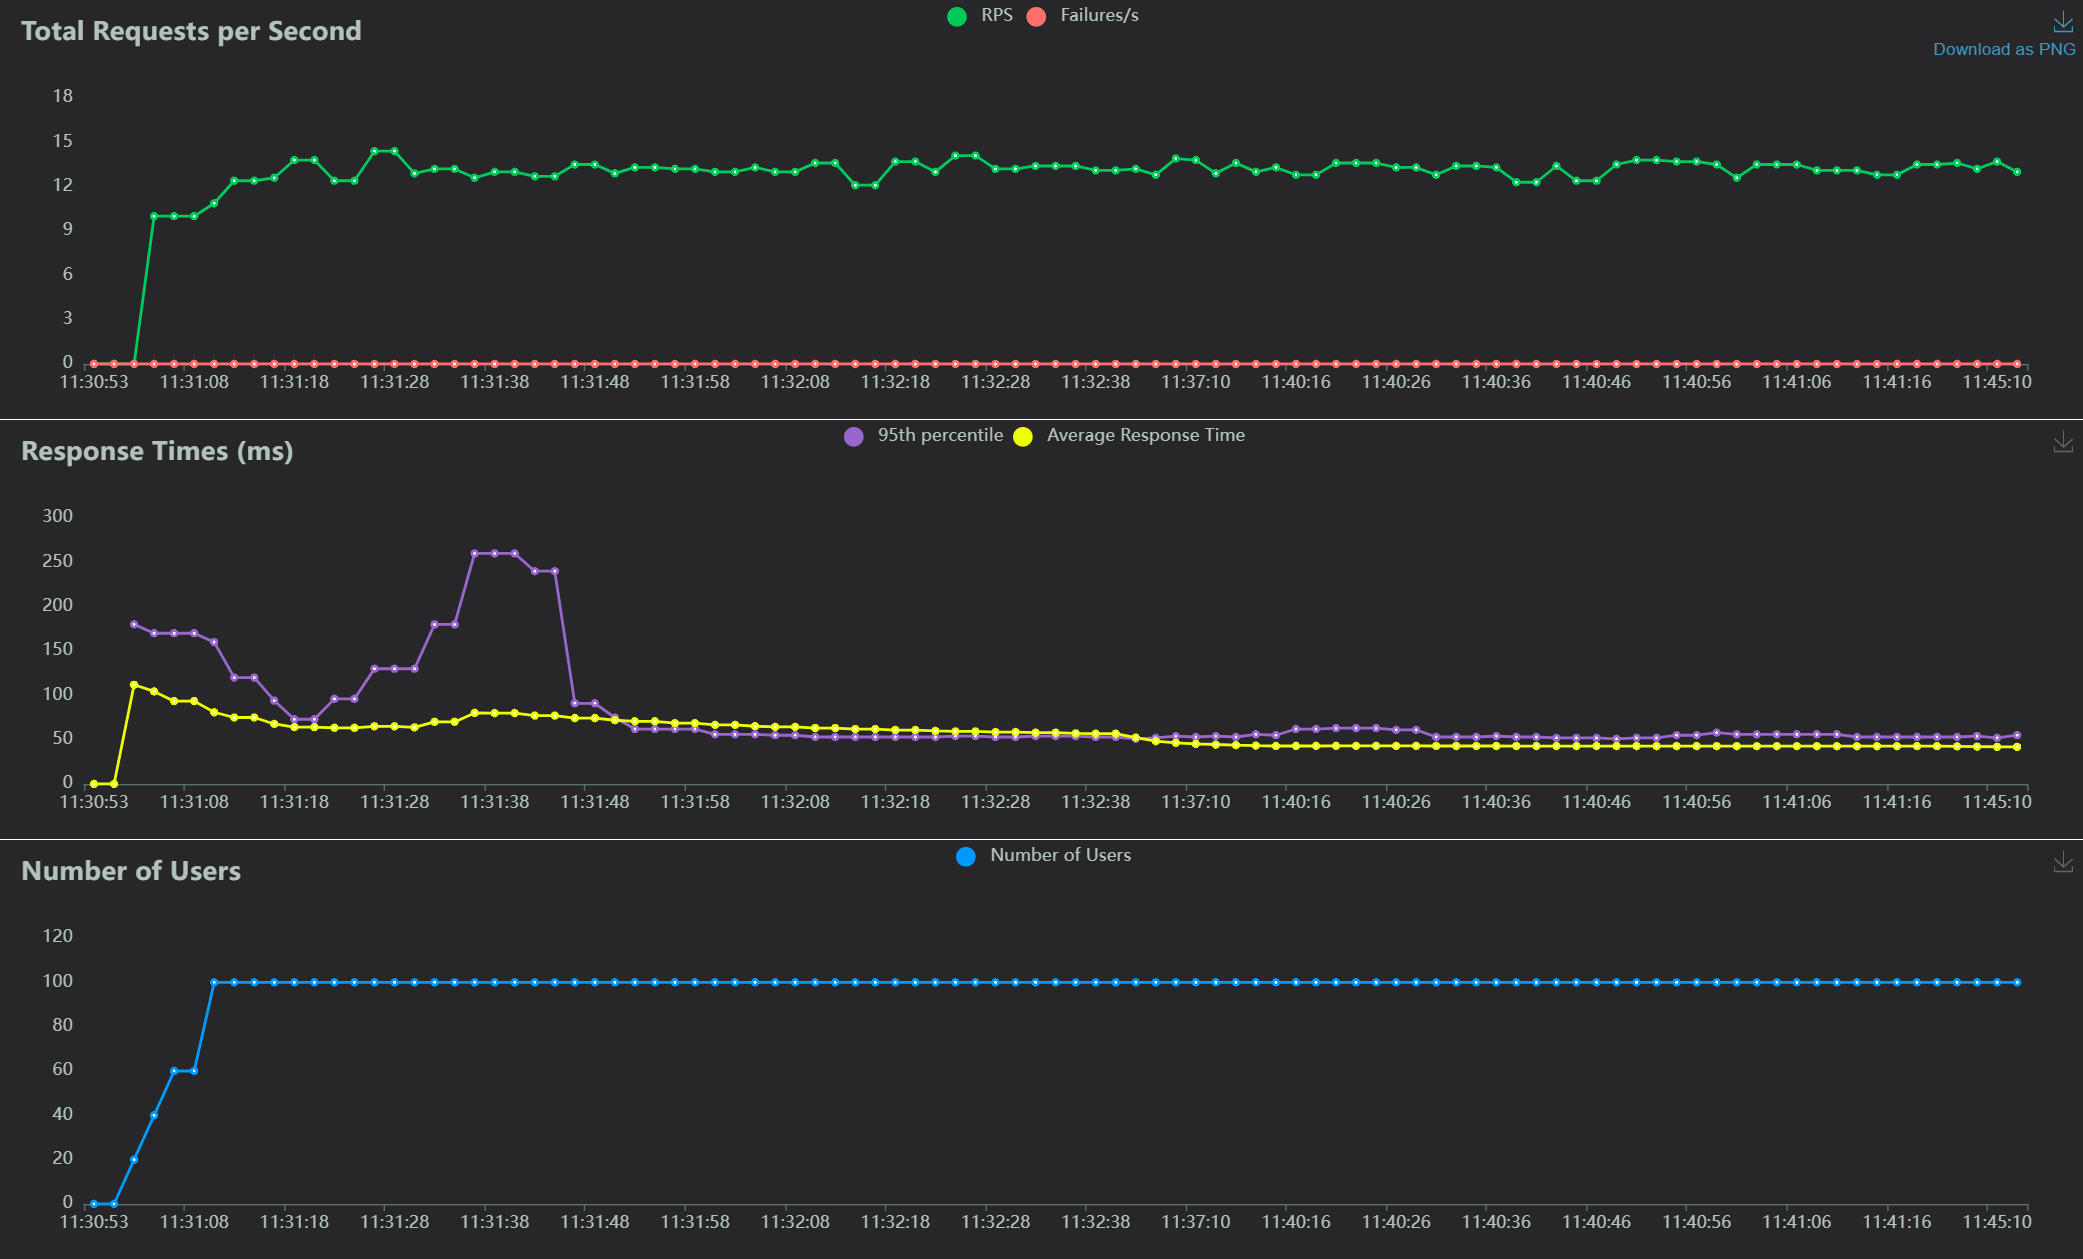 Total Requests per Second
RPS Failures/s
Download as PNG
18
15
12
9
6
3
0
11:30:53 11:31:08 11:31:18 11:31:28 11:31:38 11:31:48 11:31:58 11:32:08 11:32:18 11:32:28 11:32:38 11:37:10 11:40:16 11:40:26 11:40:36 11:40:46 11:40:56 11:41:06 11:41:16 11:45:10
Response Times (ms)
95th percentile Average Response Time
300
250
200
150
100
50
0
11:30:53 11:31:08 11:31:18 11:31:28 11:31:38 11:31:48 11:31:58 11:32:08 11:32:18 11:32:28 11:32:38 11:37:10 11:40:16 11:40:26 11:40:36 11:40:46 11:40:56 11:41:06 11:41:16 11:45:10
Number of Users
Number of Users
120
100
80
60
40
20
0
11:30:53 11:31:08 11:31:18 11:31:28 11:31:38 11:31:48 11:31:58 11:32:08 11:32:18 11:32:28 11:32:38 11:37:10 11:40:16 11:40:26 11:40:36 11:40:46 11:40:56 11:41:06 11:41:16 11:45:10